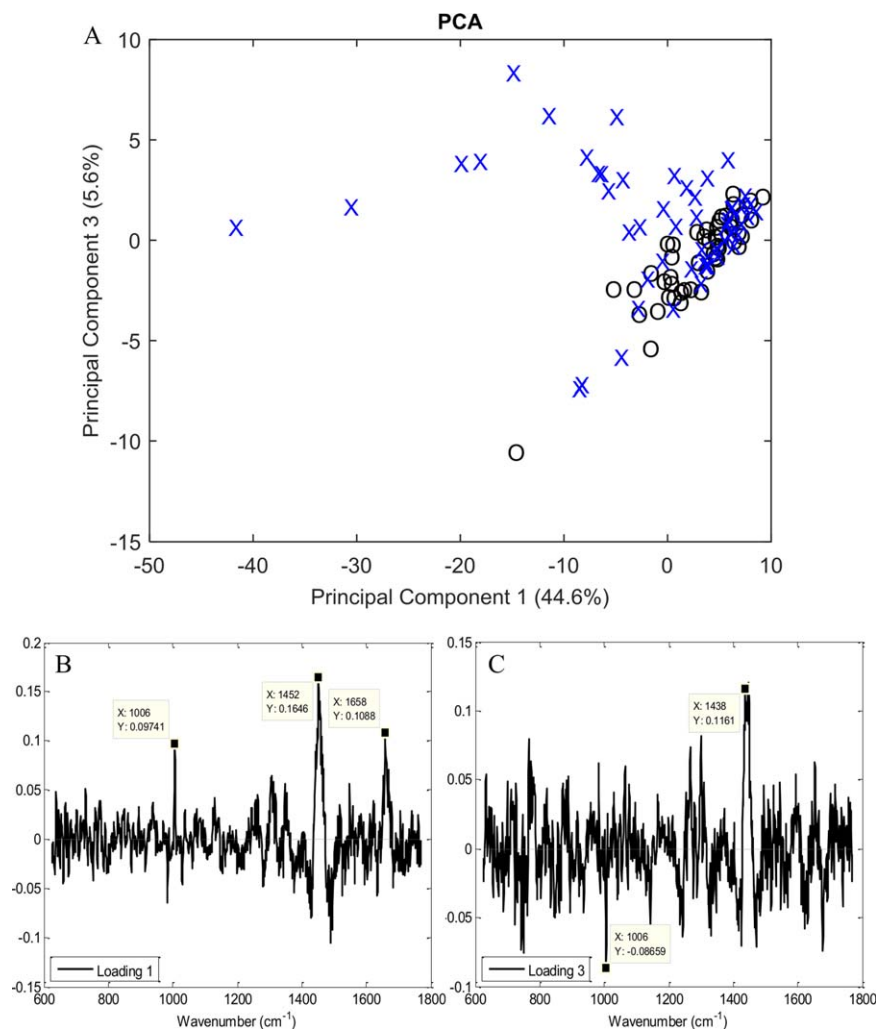 A
PCA
10
5
0
-5
-10
-15
Principal Component 3 (5.6%)
-50 -40 -30 -20 -10 0 10
Principal Component 1 (44.6%)
B
0.2
0.15
0.1
0.05
0
-0.05
-0.1
-0.15
X: 1006
Y: 0.09741
X: 1452
Y: 0.1646
X: 1658
Y: 0.1088
Loading 1
600 800 1000 1200 1400 1600 1800
Wavenumber (cm-1)
C
0.15
0.1
0.05
0
-0.05
-0.1
X: 1438
Y: 0.1161
X: 1006
Y: -0.08659
Loading 3
600 800 1000 1200 1400 1600 1800
Wavenumber (cm-1)